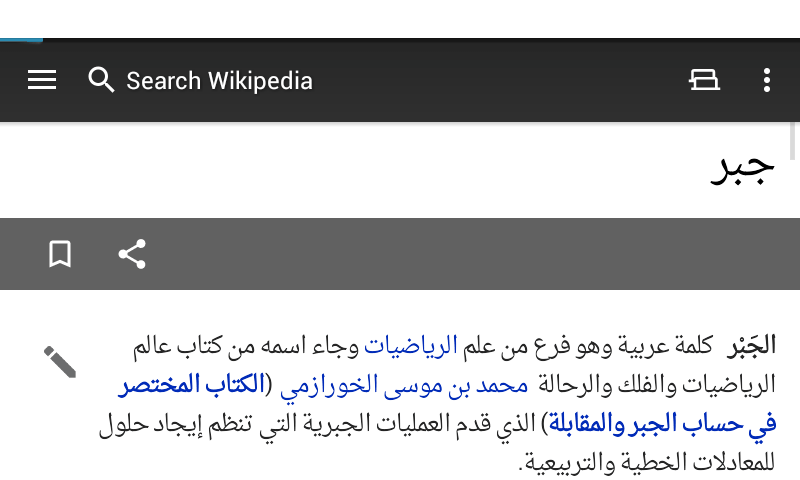 Search Wikipedia
جبر
الجَبْر كلمة عربية وهو فرع من علم الرياضيات وجاء اسمه من كتاب عالم
الرياضيات والفلك والرحالة محمد بن موسى الخورازمي (الكتاب المختصر
في حساب الجبر والمقابلة) الذي قدم العمليات الجبرية التي تنظم إيجاد حلول
للمعادلات الخطية والتربيعية.